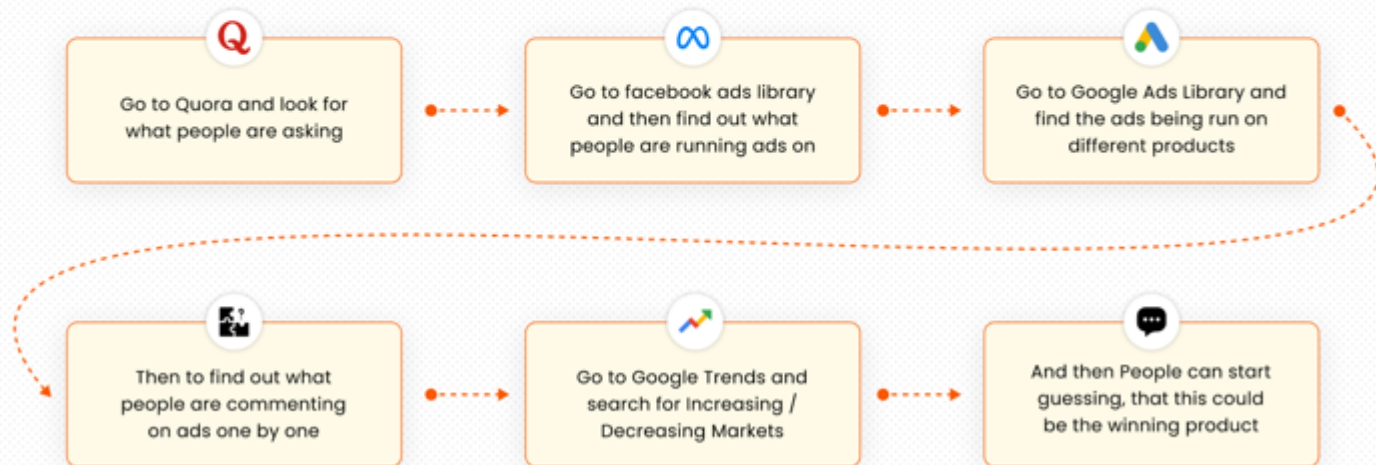 Go to Quora and look for
what people are asking
Go to facebook ads library
and then find out what
people are running ads on
Go to Google Ads Library and
find the ads being run on
different products
Then to find out what
people are commenting
on ads one by one
Go to Google Trends and
search for Increasing /
Decreasing Markets
And then People can start
guessing, that this could
be the winning product